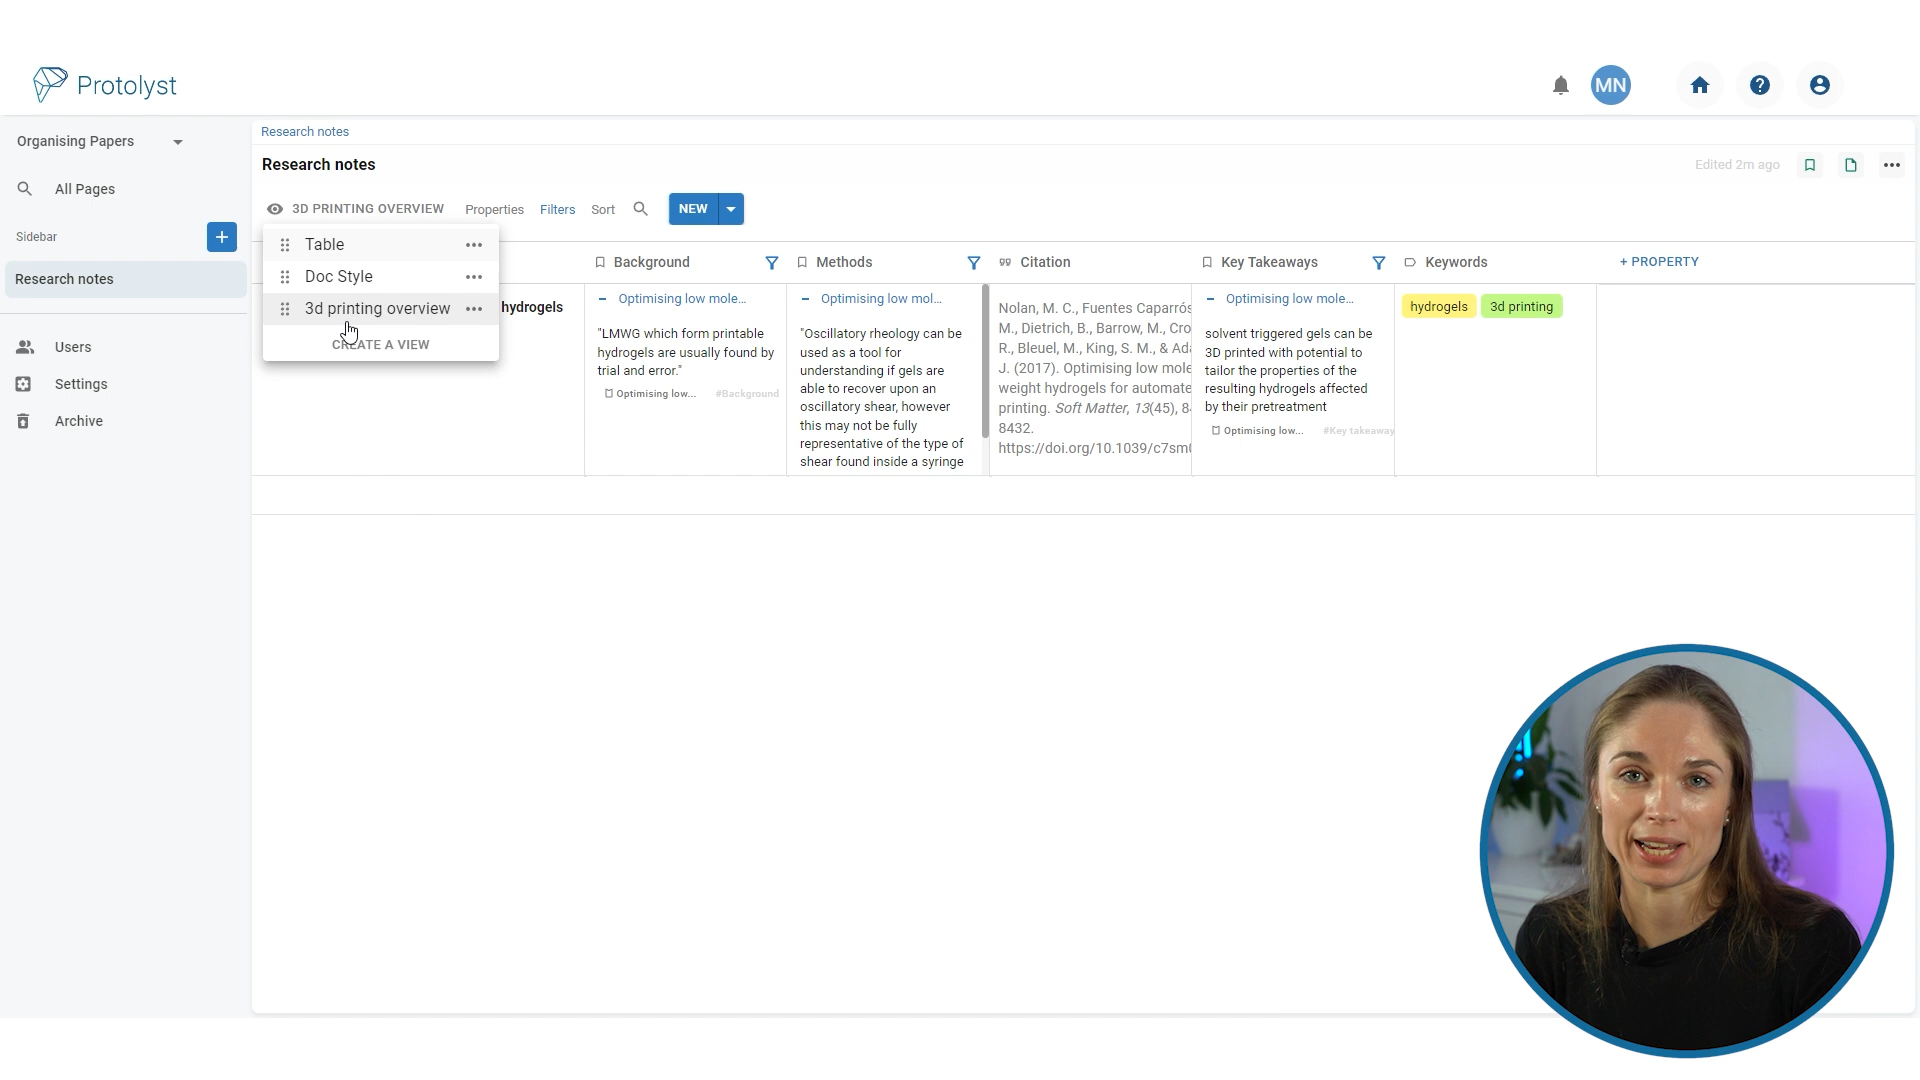 Protolyst
MN
Organising Papers
All Pages
Sidebar
Research notes
Users
Settings
Archive
Research notes
Research notes
Edited 2m ago
3D PRINTING OVERVIEW Properties Filters Sort NEW
Table
Doc Style
3d printing overview
CREATE A VIEW
hydrogels
Background
Optimising low mole...
"LMWG which form printable
hydrogels are usually found by
trial and error."
Optimising low... #Background
Methods
Optimising low mol...
"Oscillatory rheology can be
used as a tool for
understanding if gels are
able to recover upon an
oscillatory shear, however
this may not be fully
representative of the type of
shear found inside a syringe
Citation
Nolan, M. C., Fuentes Caparrós
M., Dietrich, B., Barrow, M., Cro
R., Bleuel, M., King, S. M., & Ada
J. (2017). Optimising low mole
weight hydrogels for automate
printing. Soft Matter, 13(45), 8
8432.
https://doi.org/10.1039/c7sm
Key Takeaways
Optimising low mole...
solvent triggered gels can be
3D printed with potential to
tailor the properties of the
resulting hydrogels affected
by their pretreatment
Optimising low... #Key takeaway
Keywords
hydrogels 3d printing
+ PROPERTY